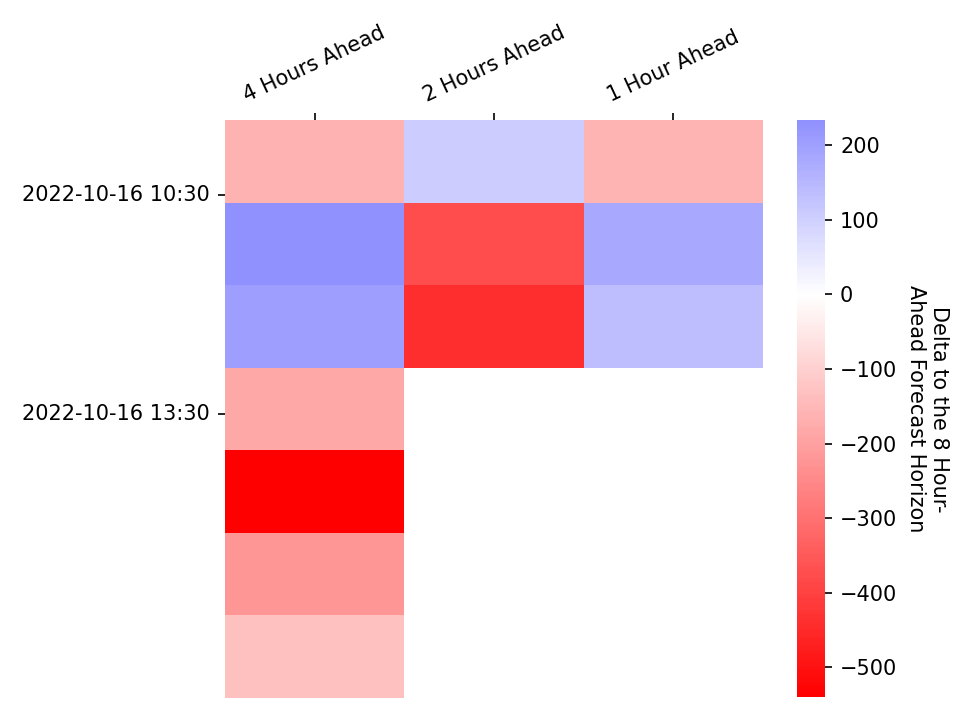 4 Hours Ahead
2 Hours Ahead
1 Hour Ahead
2022-10-16 10:30
2022-10-16 13:30
200
100
0
−100
−200
−300
−400
−500
Delta to the 8 Hour-
Ahead Forecast Horizon